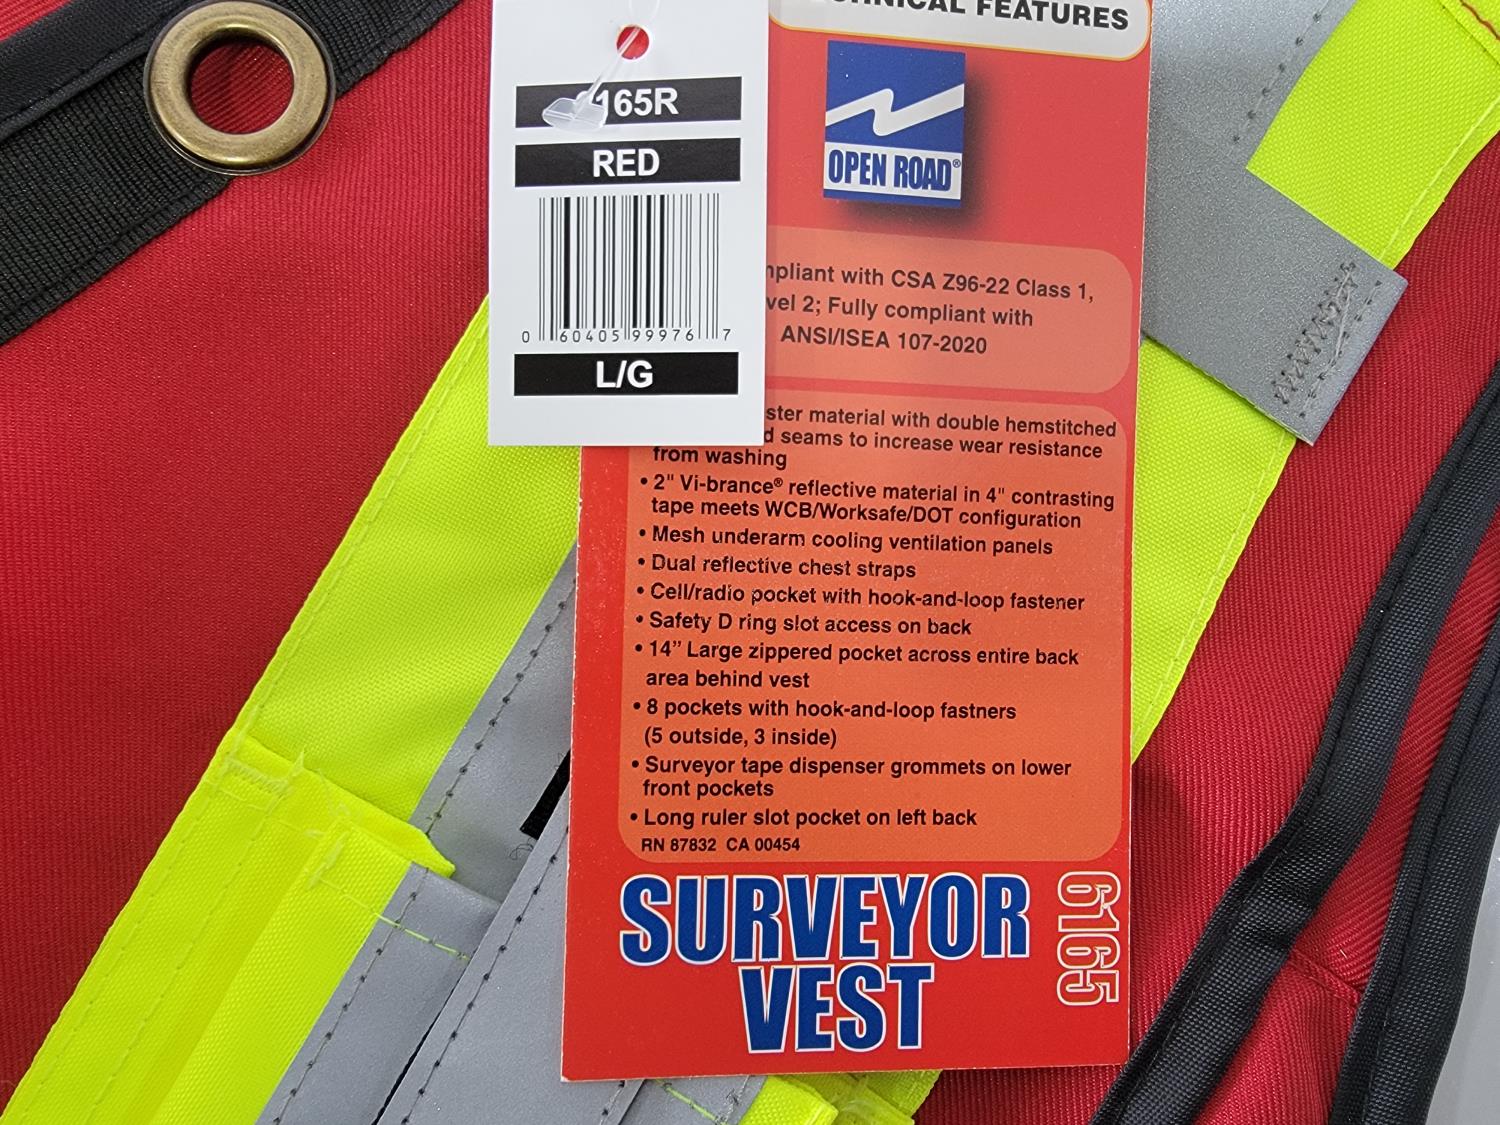 TECHNICAL FEATURES
165R
RED
0 60405 99976 7
L/G
OPEN ROAD®
with CSA Z96-22 Class 1,
2; Fully compliant with
ANSI/ISEA 107-2020
material with double hemstitched
seams to increase wear resistance
from washing
• 2" Vi-brance® reflective material in 4" contrasting
tape meets WCB/Worksafe/DOT configuration
• Mesh underarm cooling ventilation panels
• Dual reflective chest straps
• Cell/radio pocket with hook-and-loop fastener
• Safety D ring slot access on back
• 14" Large zippered pocket across entire back
area behind vest
• 8 pockets with hook-and-loop fastners
(5 outside, 3 inside)
• Surveyor tape dispenser grommets on lower
front pockets
• Long ruler slot pocket on left back
RN 87832 CA 00454
SURVEYOR
VEST
6165